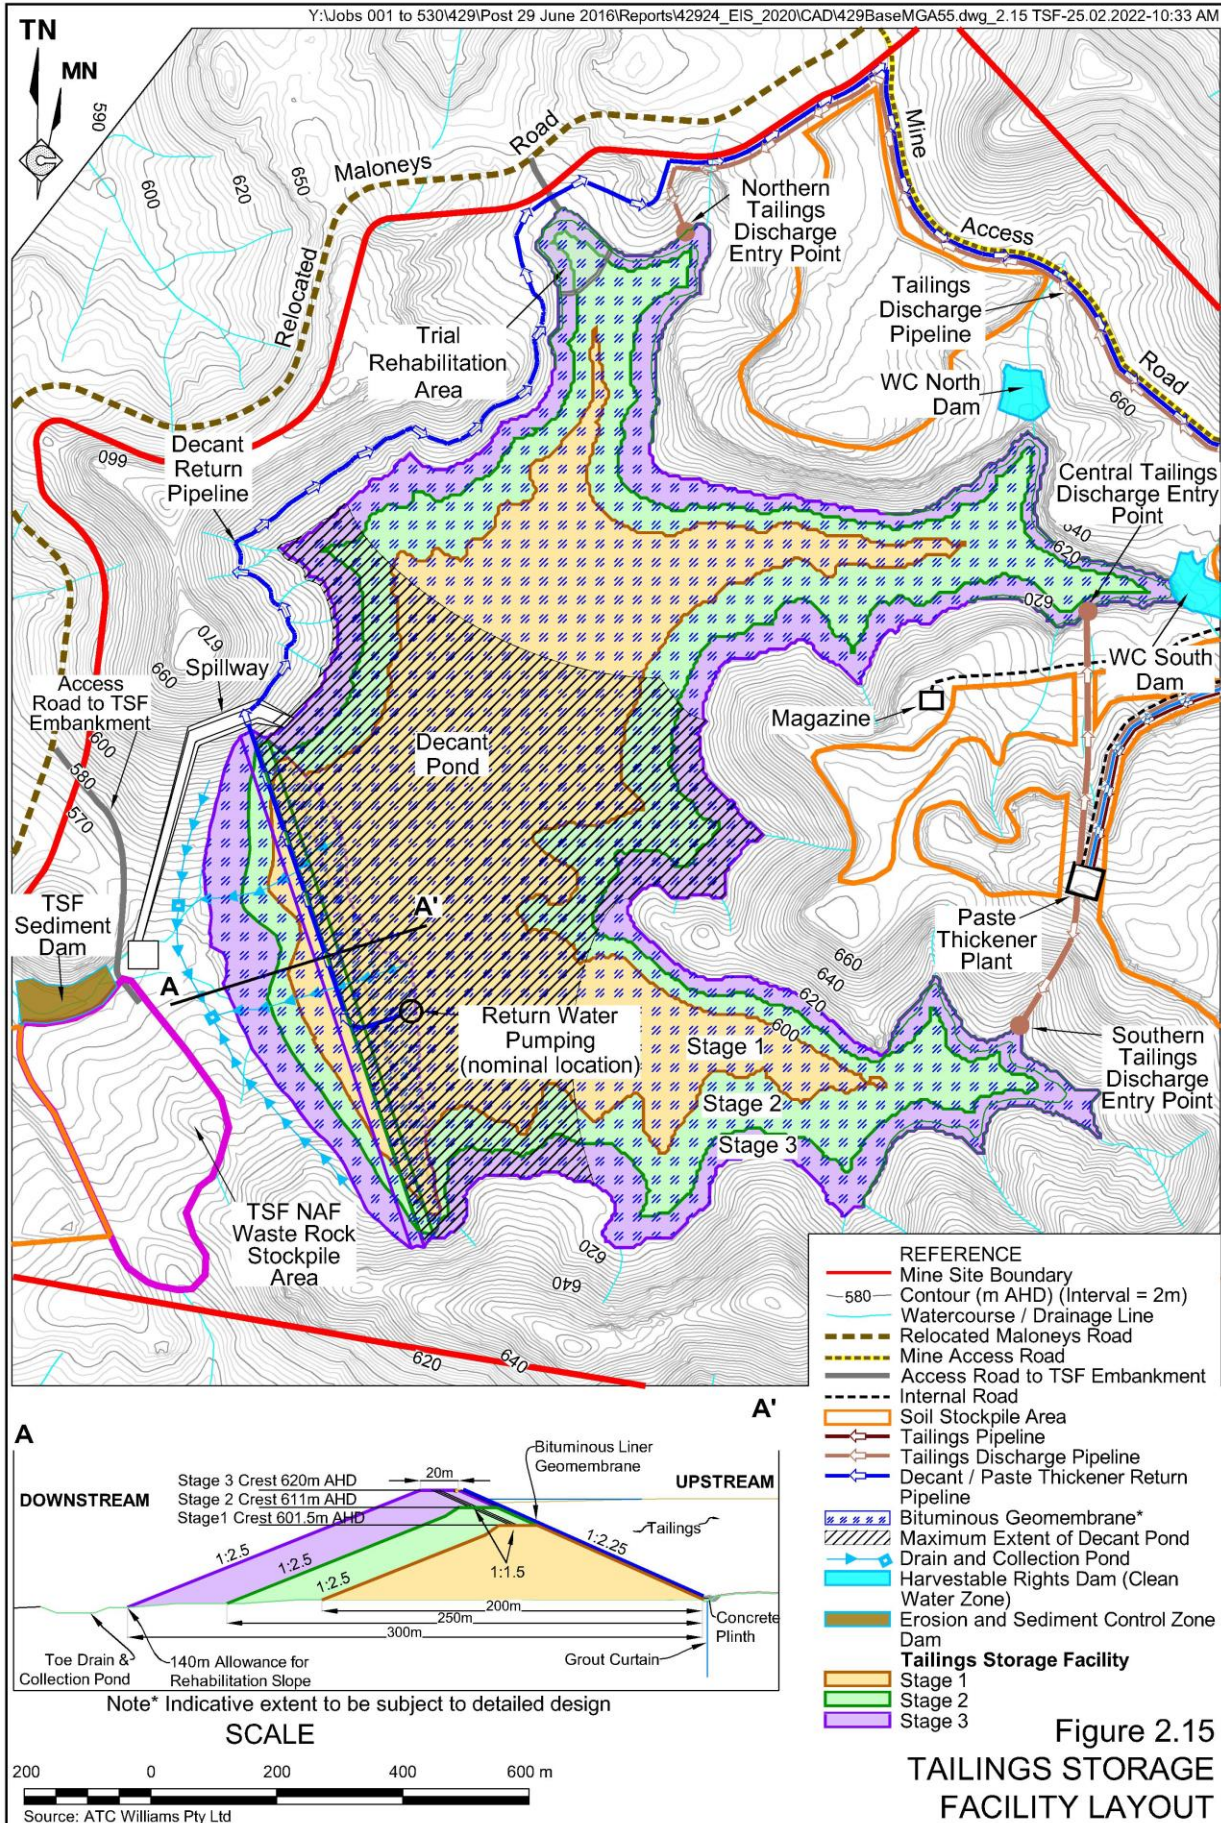 Y:\Jobs 001 to 530\429\Post 29 June 2016\Reports\42924_EIS_2020\CAD\429BaseMGA55.dwg_2.15 TSF-25.02.2022-10:33 AM
TN
MN
590
600
620
650
Maloneys
Road
Relocated
Mine
Access
Road
Northern
Tailings
Discharge
Entry Point
Tailings
Discharge
Pipeline
Trial
Rehabilitation
Area
WC North
Dam
660
Decant
Return
Pipeline
660
Central Tailings
Discharge Entry
Point
640
620
620
670
660
Spillway
Access
Road to TSF
Embankment
600
580
570
WC South
Dam
Magazine
Decant
Pond
A'
A
TSF
Sediment
Dam
Paste
Thickener
Plant
660
640
620
600
Return Water
Pumping
(nominal location)
Stage 1
Stage 2
Stage 3
Southern
Tailings
Discharge
Entry Point
TSF NAF
Waste Rock
Stockpile
Area
620
640
620
640
REFERENCE
Mine Site Boundary
580 Contour (m AHD) (Interval = 2m)
Watercourse / Drainage Line
Relocated Maloneys Road
Mine Access Road
Access Road to TSF Embankment
Internal Road
Soil Stockpile Area
Tailings Pipeline
Tailings Discharge Pipeline
Decant / Paste Thickener Return
Pipeline
Bituminous Geomembrane*
Maximum Extent of Decant Pond
Drain and Collection Pond
Harvestable Rights Dam (Clean
Water Zone)
Erosion and Sediment Control Zone
Dam
Tailings Storage Facility
Stage 1
Stage 2
Stage 3
A
A'
DOWNSTREAM
UPSTREAM
Stage 3 Crest 620m AHD
Stage 2 Crest 611m AHD
Stage1 Crest 601.5m AHD
20m
Bituminous Liner
Geomembrane
Tailings
1:2.5
1:2.5
1:2.5
1:1.5
1:2.25
200m
250m
300m
Concrete
Plinth
Grout Curtain
Toe Drain &
Collection Pond
140m Allowance for
Rehabilitation Slope
Note* Indicative extent to be subject to detailed design
SCALE
200 0 200 400 600 m
Source: ATC Williams Pty Ltd
Figure 2.15
TAILINGS STORAGE
FACILITY LAYOUT